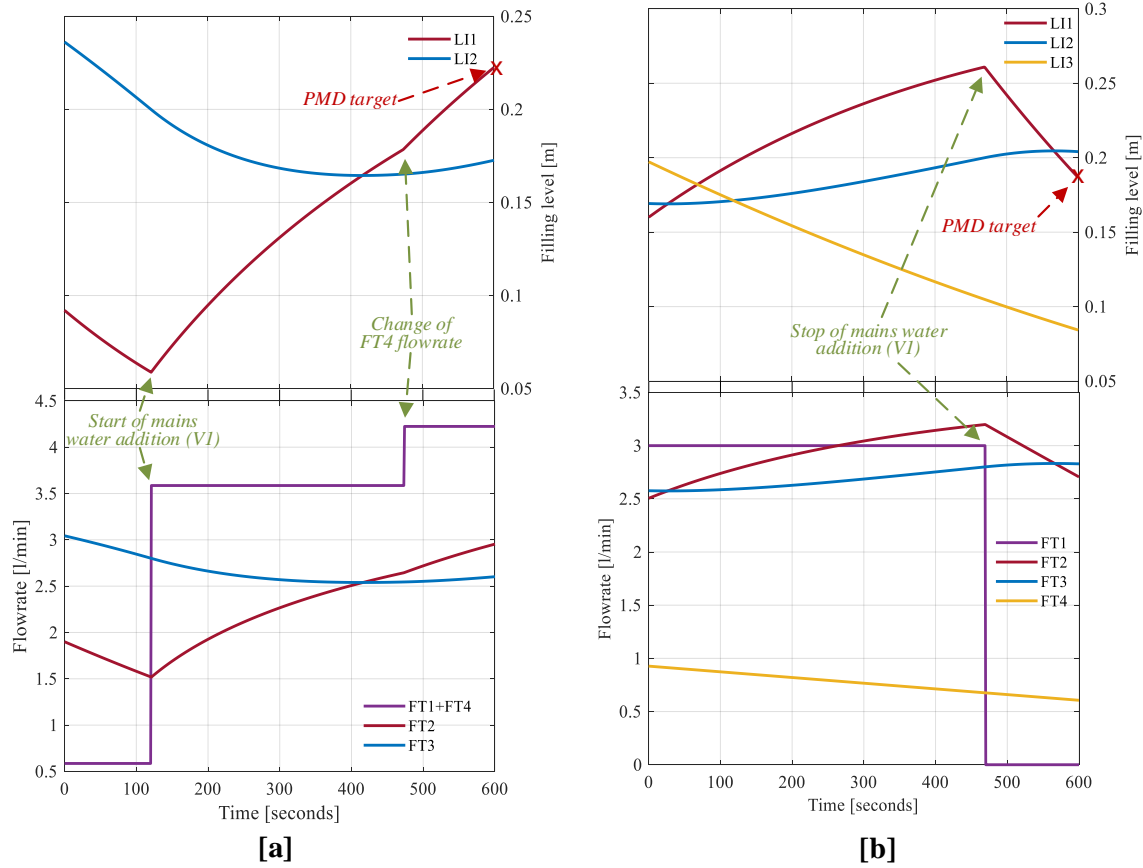 0.25
LI1
LI2
0.2
PMD target
0.15
Filling level [m]
0.1
Change of
FT4 flowrate
0.05
4.5
Start of mains
water addition (V1)
4
3.5
3
2.5
2
1.5
1
0.5
Flowrate [l/min]
FT1+FT4
FT2
FT3
0
100
200
300
400
500
600
Time [seconds]
[a]
0.3
LI1
LI2
LI3
0.25
0.2
PMD target
0.15
Filling level [m]
0.1
Stop of mains water
addition (V1)
0.05
3.5
3
2.5
2
1.5
1
0.5
0
Flowrate [l/min]
FT1
FT2
FT3
FT4
0
100
200
300
400
500
600
Time [seconds]
[b]